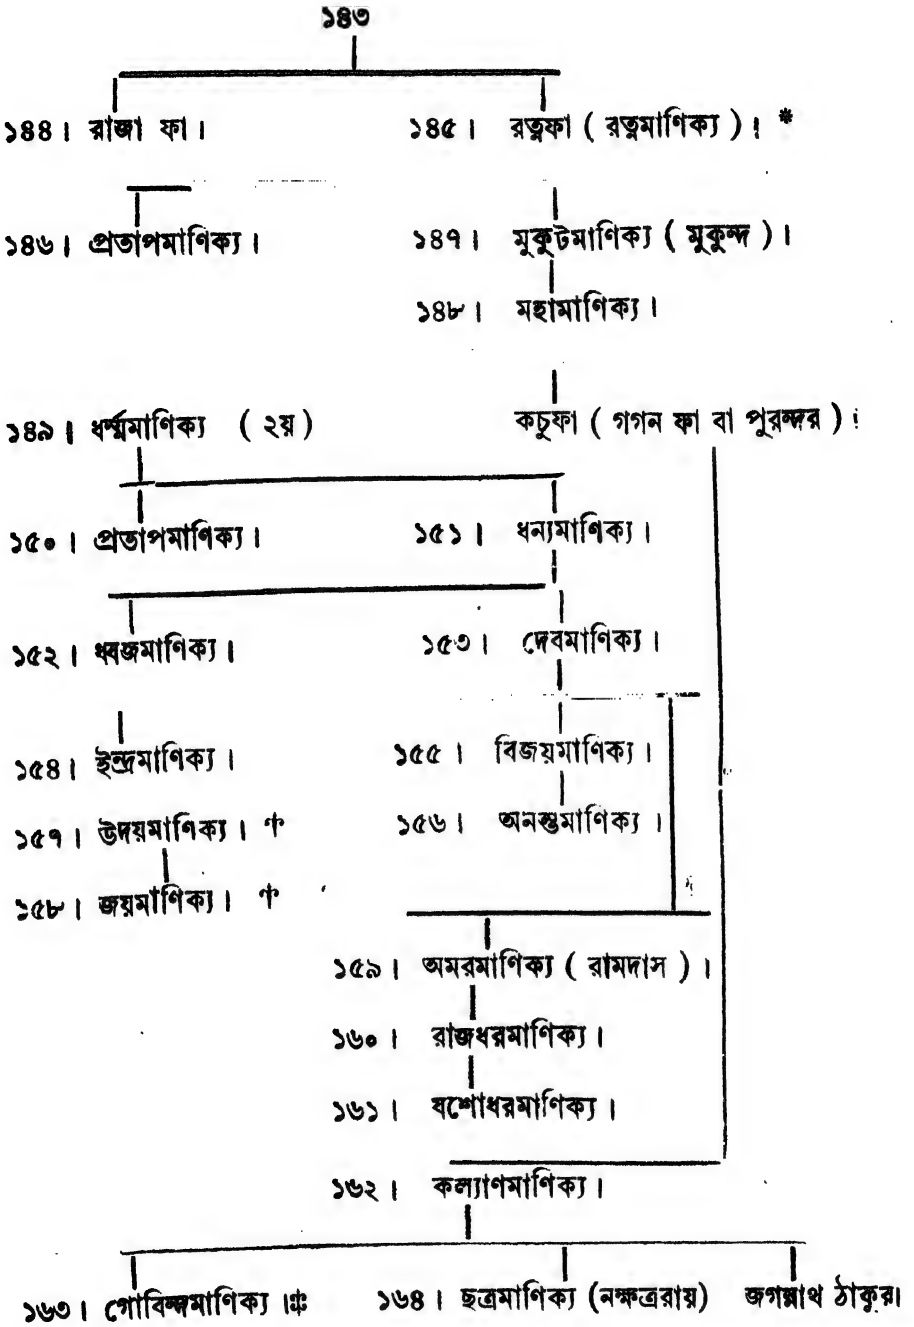 ১৪৩
১৪৪। রাজা ফা। ১৪৫। রত্নফা ( রত্নমাণিক্য )। *
১৪৬। প্রতাপমাণিক্য। ১৪৭। মুকুটমাণিক্য ( মুকুন্দ )।
১৪৮। মহামাণিক্য।
১৪৯। ধর্ম্মমাণিক্য ( ২য় ) কচুফা ( গগন ফা বা পুরন্দর )।
১৫০। প্রতাপমাণিক্য। ১৫১। ধন্যমাণিক্য।
১৫২। ধ্বজমাণিক্য। ১৫৩। দেবমাণিক্য।
১৫৪। ইন্দ্রমাণিক্য। ১৫৫। বিজয়মাণিক্য।
১৫৭। উদয়মাণিক্য। † ১৫৬। অনন্তমাণিক্য।
১৫৮। জয়মাণিক্য। †
১৫৯। অমরমাণিক্য ( রামদাস )।
১৬০। রাজধরমাণিক্য।
১৬১। যশোধরমাণিক্য।
১৬২। কল্যাণমাণিক্য।
১৬৩। গোবিন্দমাণিক্য।‡ ১৬৪। ছত্রমাণিক্য (নক্ষত্ররায়) জগন্নাথ ঠাকুর।